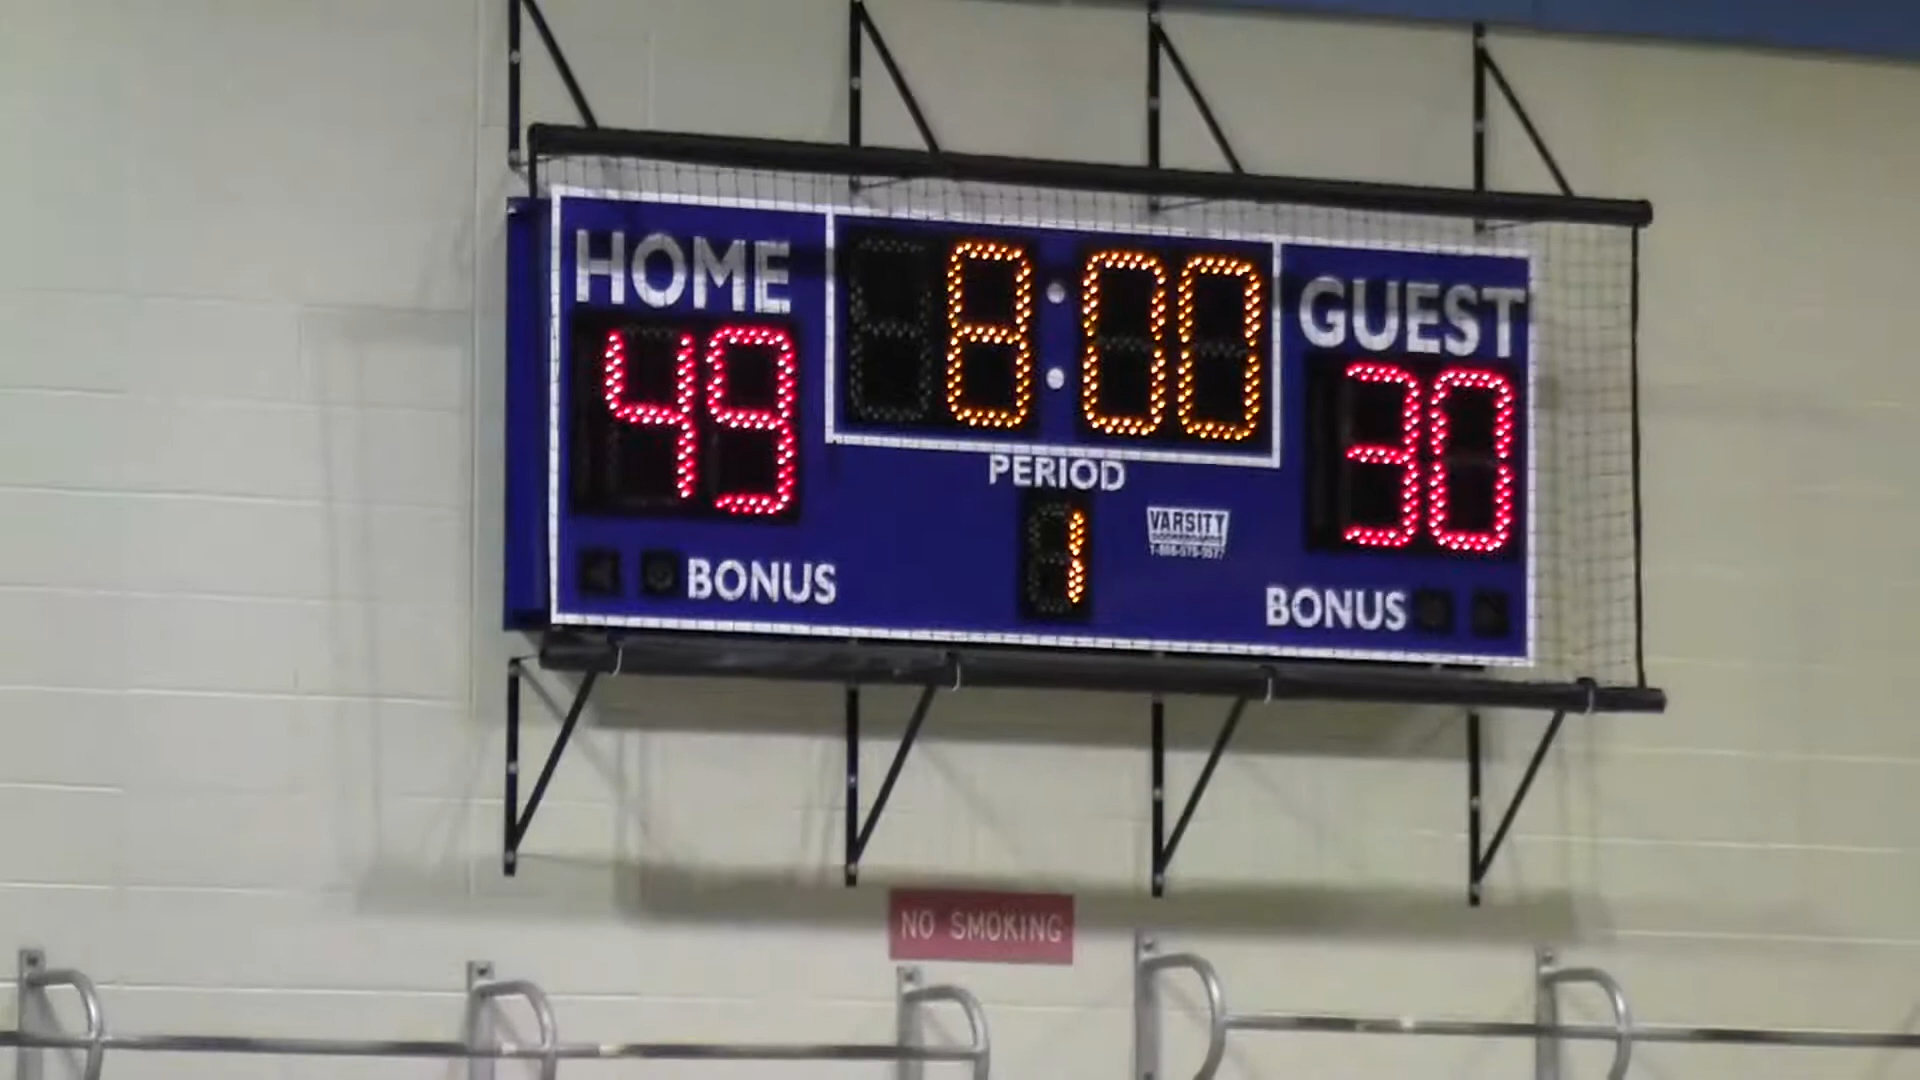 HOME
8:00
GUEST
49
30
PERIOD
1
VARSITY
BONUS
BONUS
NO SMOKING